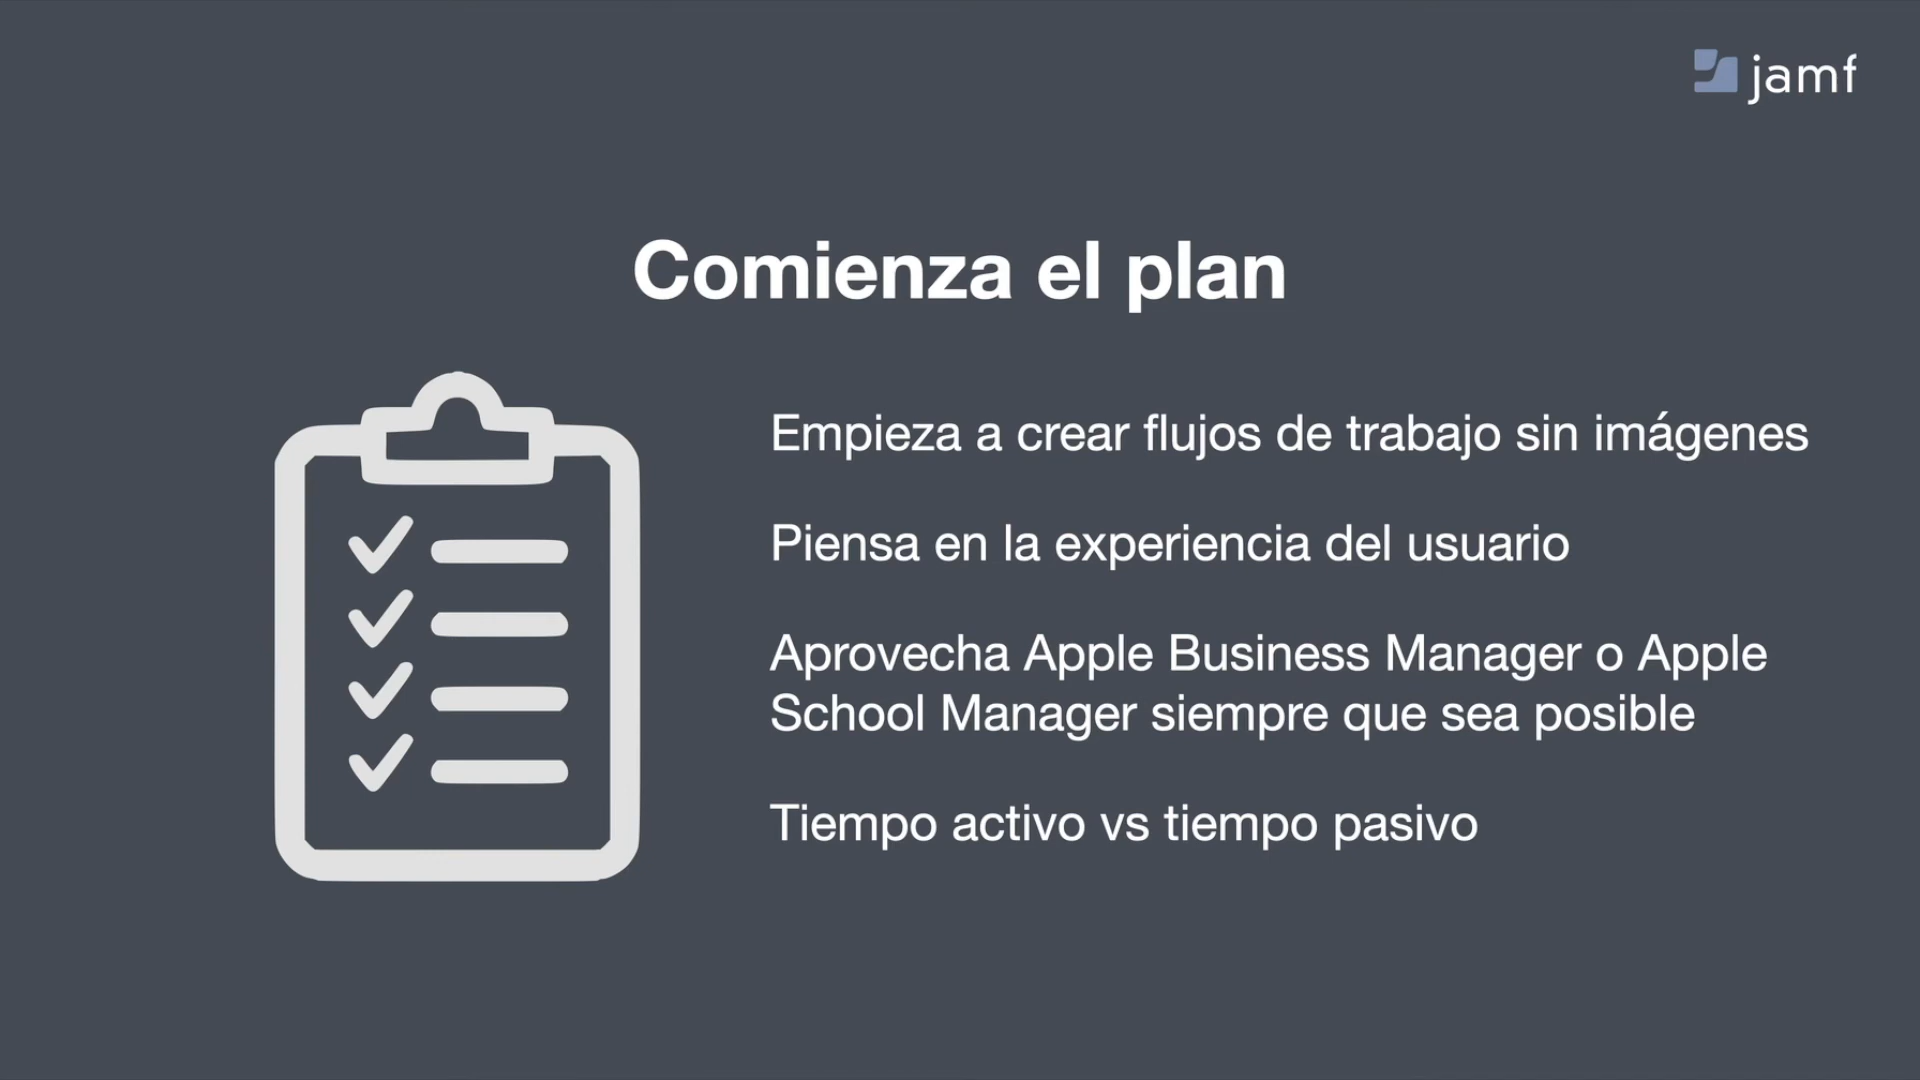 jamf
Comienza el plan
Empieza a crear flujos de trabajo sin imágenes
Piensa en la experiencia del usuario
Aprovecha Apple Business Manager o Apple
School Manager siempre que sea posible
Tiempo activo vs tiempo pasivo